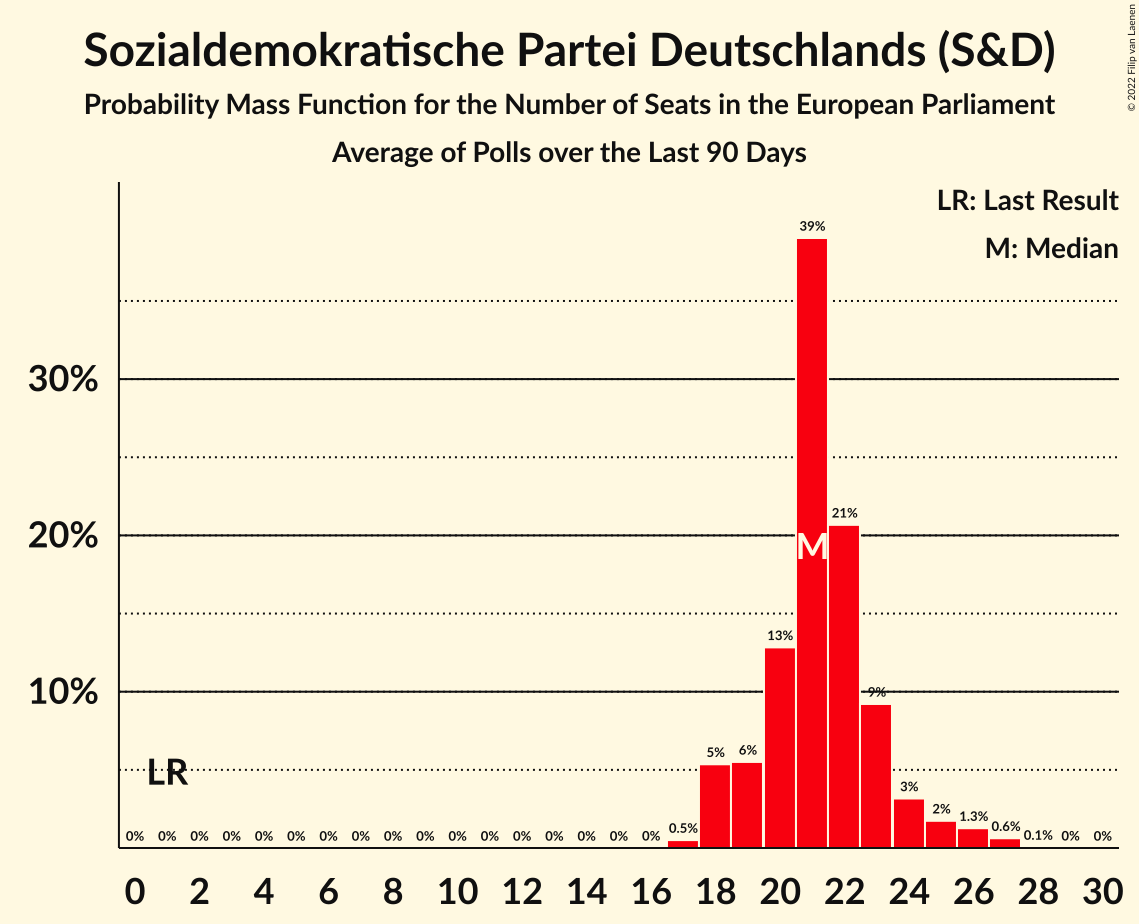 Sozialdemokratische Partei Deutschlands (S&D)
Probability Mass Function for the Number of Seats in the European Parliament
Average of Polls over the Last 90 Days
© 2022 Filip van Laenen
LR: Last Result
M: Median
39%
30%
21%
20%
M
13%
10%
9%
5% 6%
LR
3%
2%
1.3%
0% 0% 0% 0% 0% 0% 0% 0% 0% 0% 0% 0% 0% 0% 0% 0% 0% 0.5% 0.6% 0.1% 0% 0%
0 2 4 6 8 10 12 14 16 18 20 22 24 26 28 30